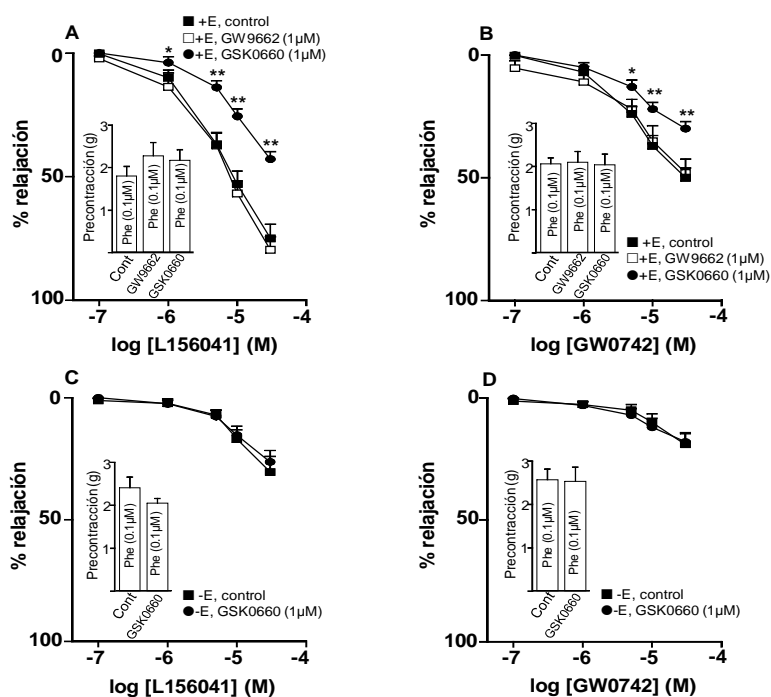 A
+E, control
+E, GW9662 (1µM)
+E, GSK0660 (1µM)
0
50
100
% relajación
* ** ** **
Precontracción (g)
3
2
1
Phe (0.1µM)
Phe (0.1µM)
Phe (0.1µM)
Cont
GW9662
GSK0660
-7 -6 -5 -4
log [L156041] (M)
B
0
50
100
% relajación
* ** **
Precontracción (g)
3
2
1
Phe (0.1µM)
Phe (0.1µM)
Phe (0.1µM)
Cont
GW9662
GSK0660
+E, control
+E, GW9662 (1µM)
+E, GSK0660 (1µM)
-7 -6 -5 -4
log [GW0742] (M)
C
0
50
100
% relajación
Precontracción (g)
3
2
1
Phe (0.1µM)
Phe (0.1µM)
Cont
GSK0660
-E, control
-E, GSK0660 (1µM)
-7 -6 -5 -4
log [L156041] (M)
D
0
50
100
% relajación
Precontracción (g)
3
2
1
Phe (0.1µM)
Phe (0.1µM)
Cont
GSK0660
-E, control
-E, GSK0660 (1µM)
-7 -6 -5 -4
log [GW0742] (M)